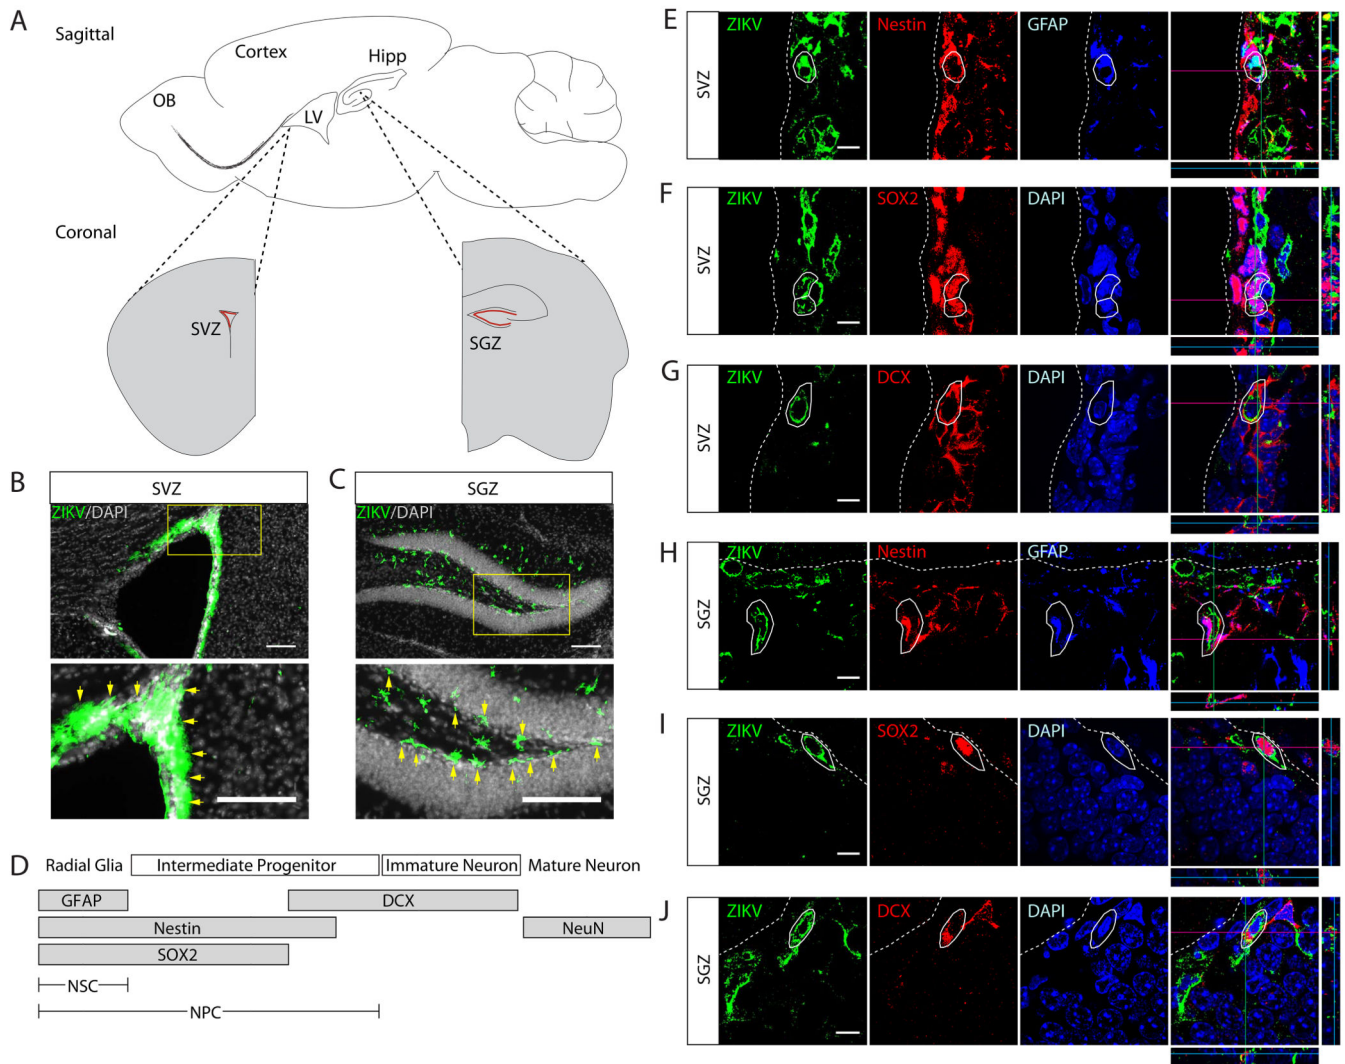 A
Sagittal
Cortex
Hipp
OB
LV
Coronal
SVZ
SGZ
B
SVZ
ZIKV/DAPI
C
SGZ
ZIKV/DAPI
D
Radial Glia
Intermediate Progenitor
Immature Neuron
Mature Neuron
GFAP
DCX
Nestin
NeuN
SOX2
NSC
NPC
E
SVZ
ZIKV
Nestin
GFAP
F
SVZ
ZIKV
SOX2
DAPI
G
SVZ
ZIKV
DCX
DAPI
H
SGZ
ZIKV
Nestin
GFAP
I
SGZ
ZIKV
SOX2
DAPI
J
SGZ
ZIKV
DCX
DAPI